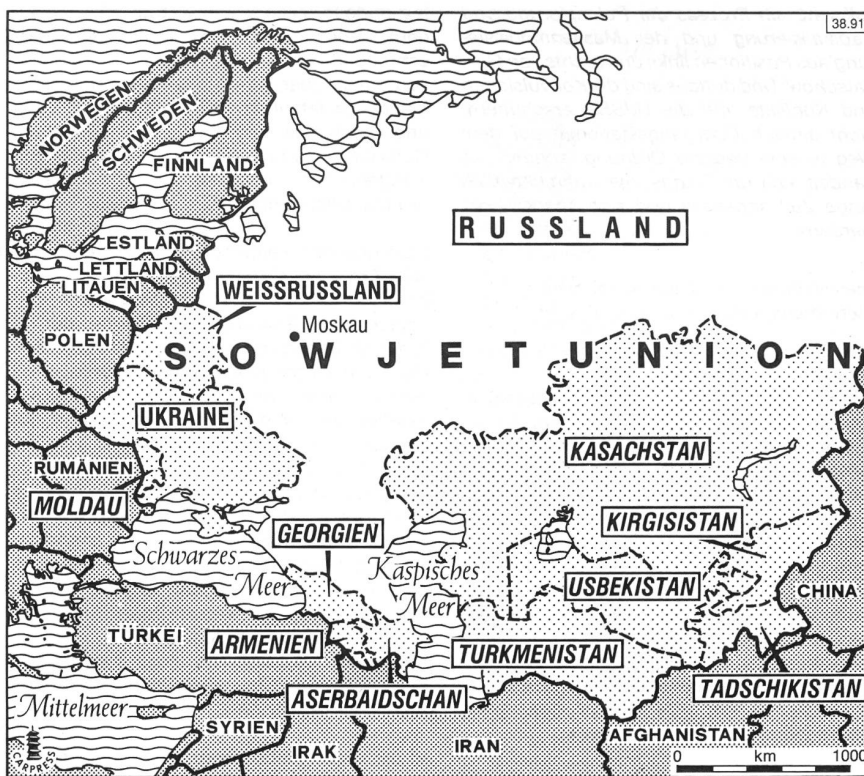 38.91
NORWEGEN
SCHWEDEN
FINNLAND
RUSSLAND
ESTLAND
LETTLAND
LITAUEN
WEISSRUSSLAND
Moskau
POLEN
SOWJETUNION
UKRAINE
KASACHSTAN
RUMÄNIEN
MOLDAU
GEORGIEN
KIRGISISTAN
Schwarzes
Meer
Kaspisches
Meer
USBEKISTAN
CHINA
TÜRKEI
ARMENIEN
TURKMENISTAN
ASERBAIDSCHAN
TADSCHIKISTAN
Mittelmeer
SYRIEN
IRAK
IRAN
AFGHANISTAN
0 km 1000
CARPRESS